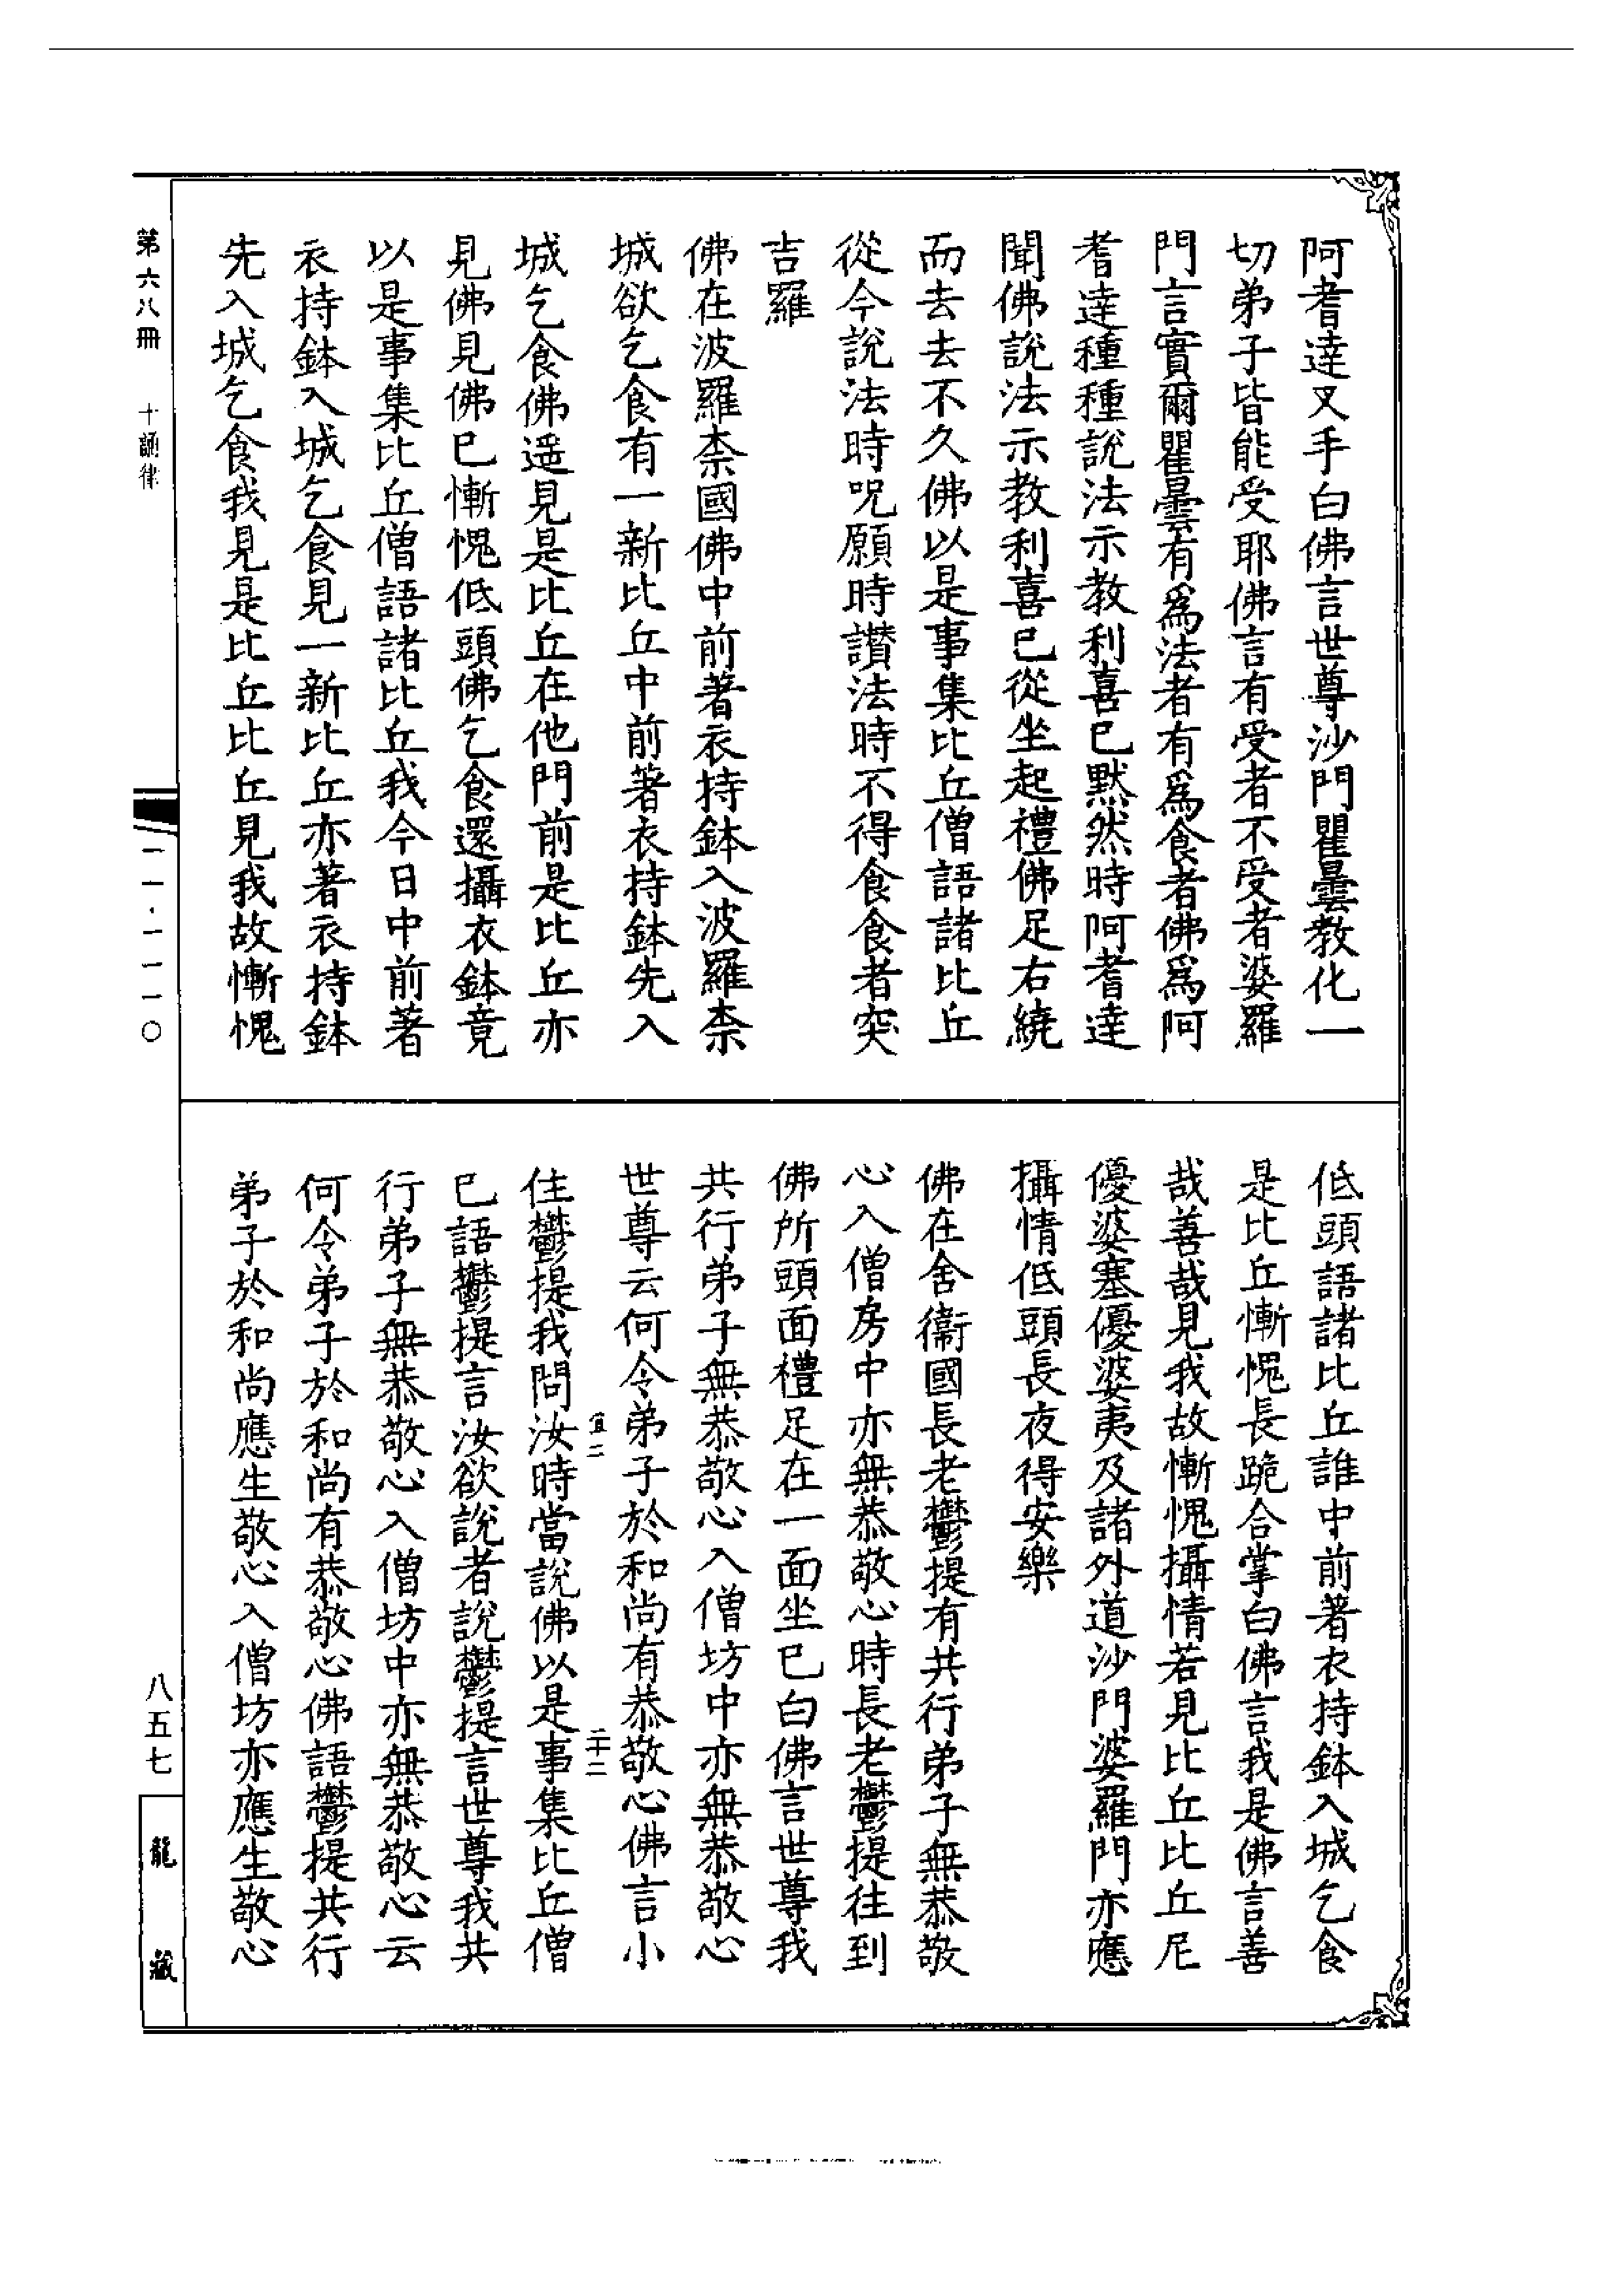 阿耆達叉手白佛言世尊沙門瞿曇教化一
切弟子皆能受耶佛言有受者不受者婆羅
門言實爾瞿曇有為法者有為食者佛為阿
耆達種種說法示教利喜已默然時阿耆達
聞佛說法示教利喜已從坐起禮佛足右繞
而去去不久佛以是事集比丘僧語諸比丘
從今說法時呪願時讚法時不得食食者突
吉羅
佛在波羅柰國佛中前著衣持鉢入波羅柰
城欲乞食有一新比丘中前著衣持鉢先入
城乞食佛遥見是比丘在他門前是比丘亦
見佛見佛已慚愧低頭佛乞食還攝衣鉢竟
以是事集比丘僧語諸比丘我今日中前著
衣持鉢入城乞食見一新比丘亦著衣持鉢
先入城乞食我見是比丘比丘見我故慚愧
低頭語諸比丘誰中前著衣持鉢入城乞食
是比丘慚愧長跪合掌白佛言我是佛言善
哉善哉見我故慚愧攝情若見比丘比丘尼
優婆塞優婆夷及諸外道沙門婆羅門亦應
攝情低頭長夜得安樂
佛在舍衞國長老鬱提有共行弟子無恭敬
心入僧房中亦無恭敬心時長老鬱提往到
佛所頭面禮足在一面坐已白佛言世尊我
共行弟子無恭敬心入僧坊中亦無恭敬心
世尊云何令弟子於和尚有恭敬心佛言小
宜二
二十二
住鬱提我問汝時當說佛以是事集比丘僧
已語鬱提言汝欲說者說鬱提言世尊我共
行弟子無恭敬心入僧坊中亦無恭敬心云
何令弟子於和尚有恭敬心佛語鬱提共行
弟子於和尚應生敬心入僧坊亦應生敬心
第六八冊 十誦律
一一·一一一〇
八五七
龍藏